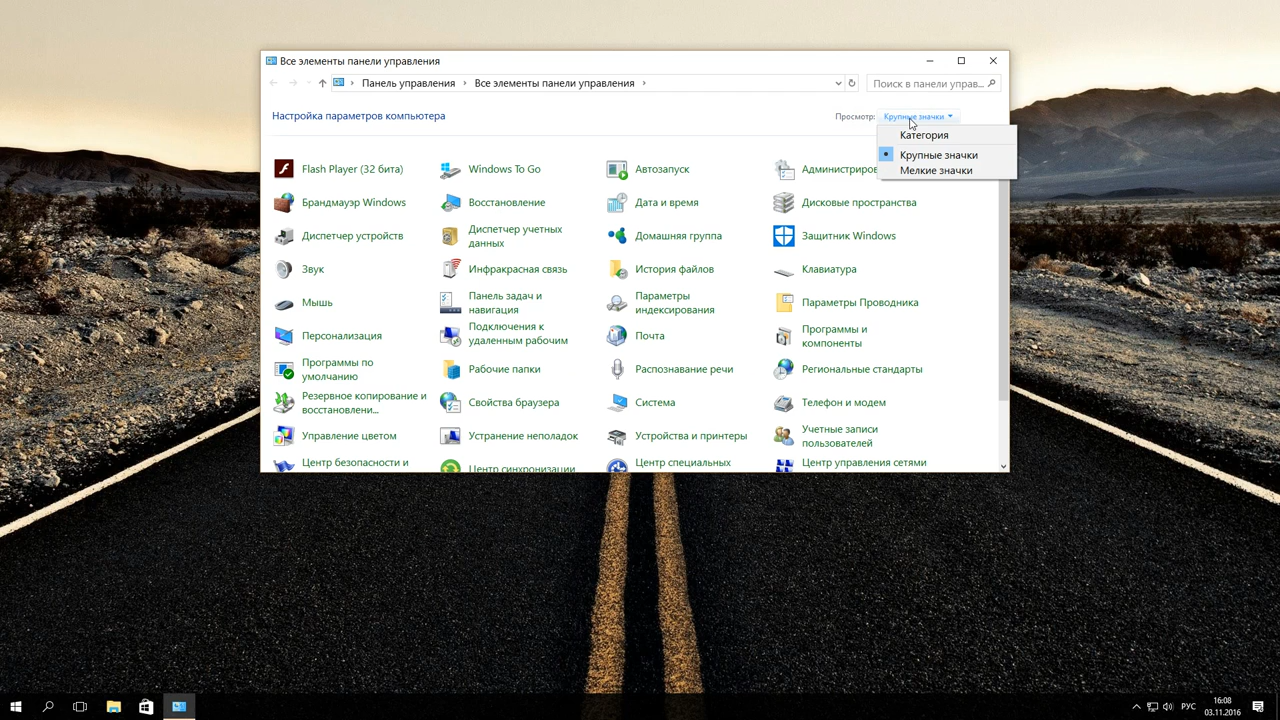 Все элементы панели управления
Панель управления
Все элементы панели управления
Поиск в панели управ...
Настройка параметров компьютера
Просмотр:
Крупные значки
Категория
Крупные значки
Мелкие значки
Flash Player (32 бита)
Windows To Go
Автозапуск
Администриров
Брандмауэр Windows
Восстановление
Дата и время
Дисковые пространства
Диспетчер устройств
Диспетчер учетных
данных
Домашняя группа
Защитник Windows
Звук
Инфракрасная связь
История файлов
Клавиатура
Мышь
Панель задач и
навигация
Параметры
индексирования
Параметры Проводника
Персонализация
Подключения к
удаленным рабочим
Почта
Программы и
компоненты
Программы по
умолчанию
Рабочие папки
Распознавание речи
Региональные стандарты
Резервное копирование и
восстановлени...
Свойства браузера
Система
Телефон и модем
Управление цветом
Устранение неполадок
Устройства и принтеры
Учетные записи
пользователей
Центр безопасности и
Центр синхронизации
Центр специальных
Центр управления сетями
РУС
16:08
03.11.2016